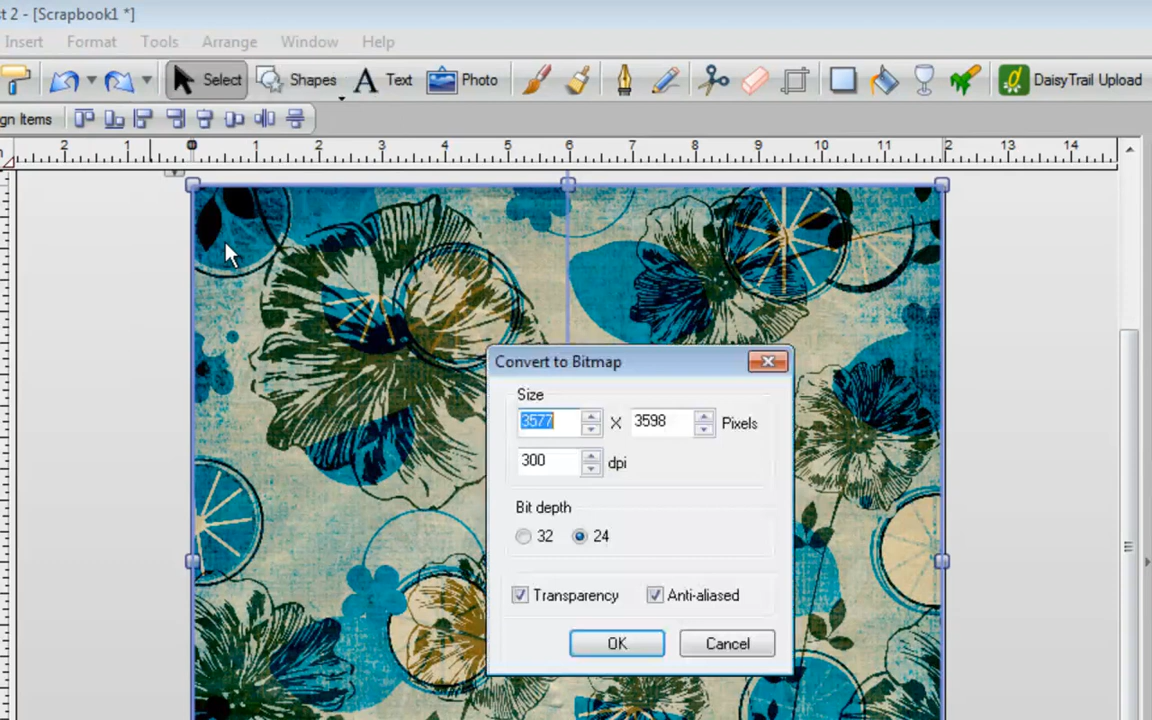 st 2 - [Scrapbook1 *]
Insert Format Tools Arrange Window Help
Select Shapes Text Photo DaisyTrail Upload
gn Items
2 1 0 1 2 3 4 5 6 7 8 9 10 11 12 13 14
Convert to Bitmap
Size
3577 X 3598 Pixels
300 dpi
Bit depth
32 24
Transparency Anti-aliased
OK Cancel